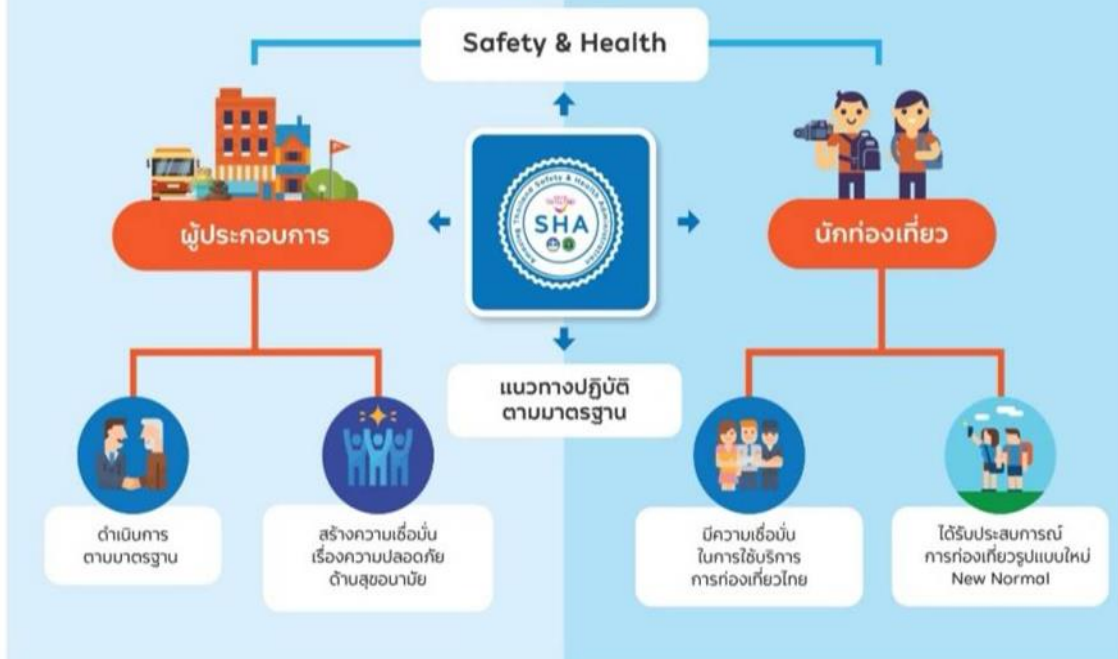 Safety & Health
Amazing Thailand Safety & Health Administration
SHA
ผู้ประกอบการ
นักท่องเที่ยว
แนวทางปฏิบัติ
ตามมาตรฐาน
ดำเนินการ
ตามมาตรฐาน
สร้างความเชื่อมั่น
เรื่องความปลอดภัย
ด้านสุขอนามัย
มีความเชื่อมั่น
ในการใช้บริการ
การท่องเที่ยวไทย
ได้รับประสบการณ์
การท่องเที่ยวรูปแบบใหม่
New Normal